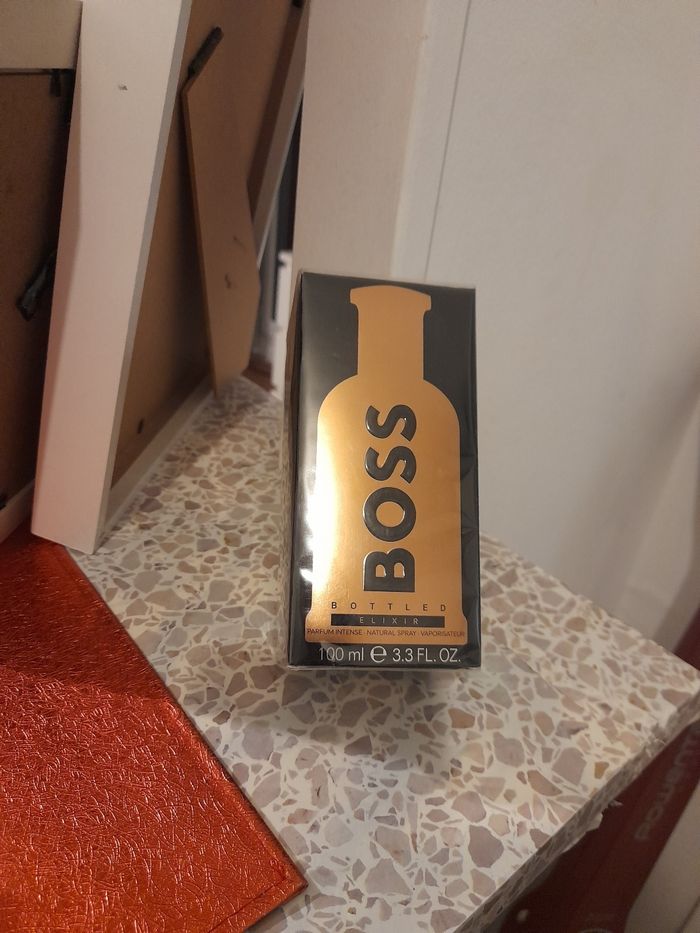 BOSS
BOTTLED
ELIXIR
PARFUM INTENSE · NATURAL SPRAY · VAPORISATEUR
100 ml ℮ 3.3 FL. OZ.